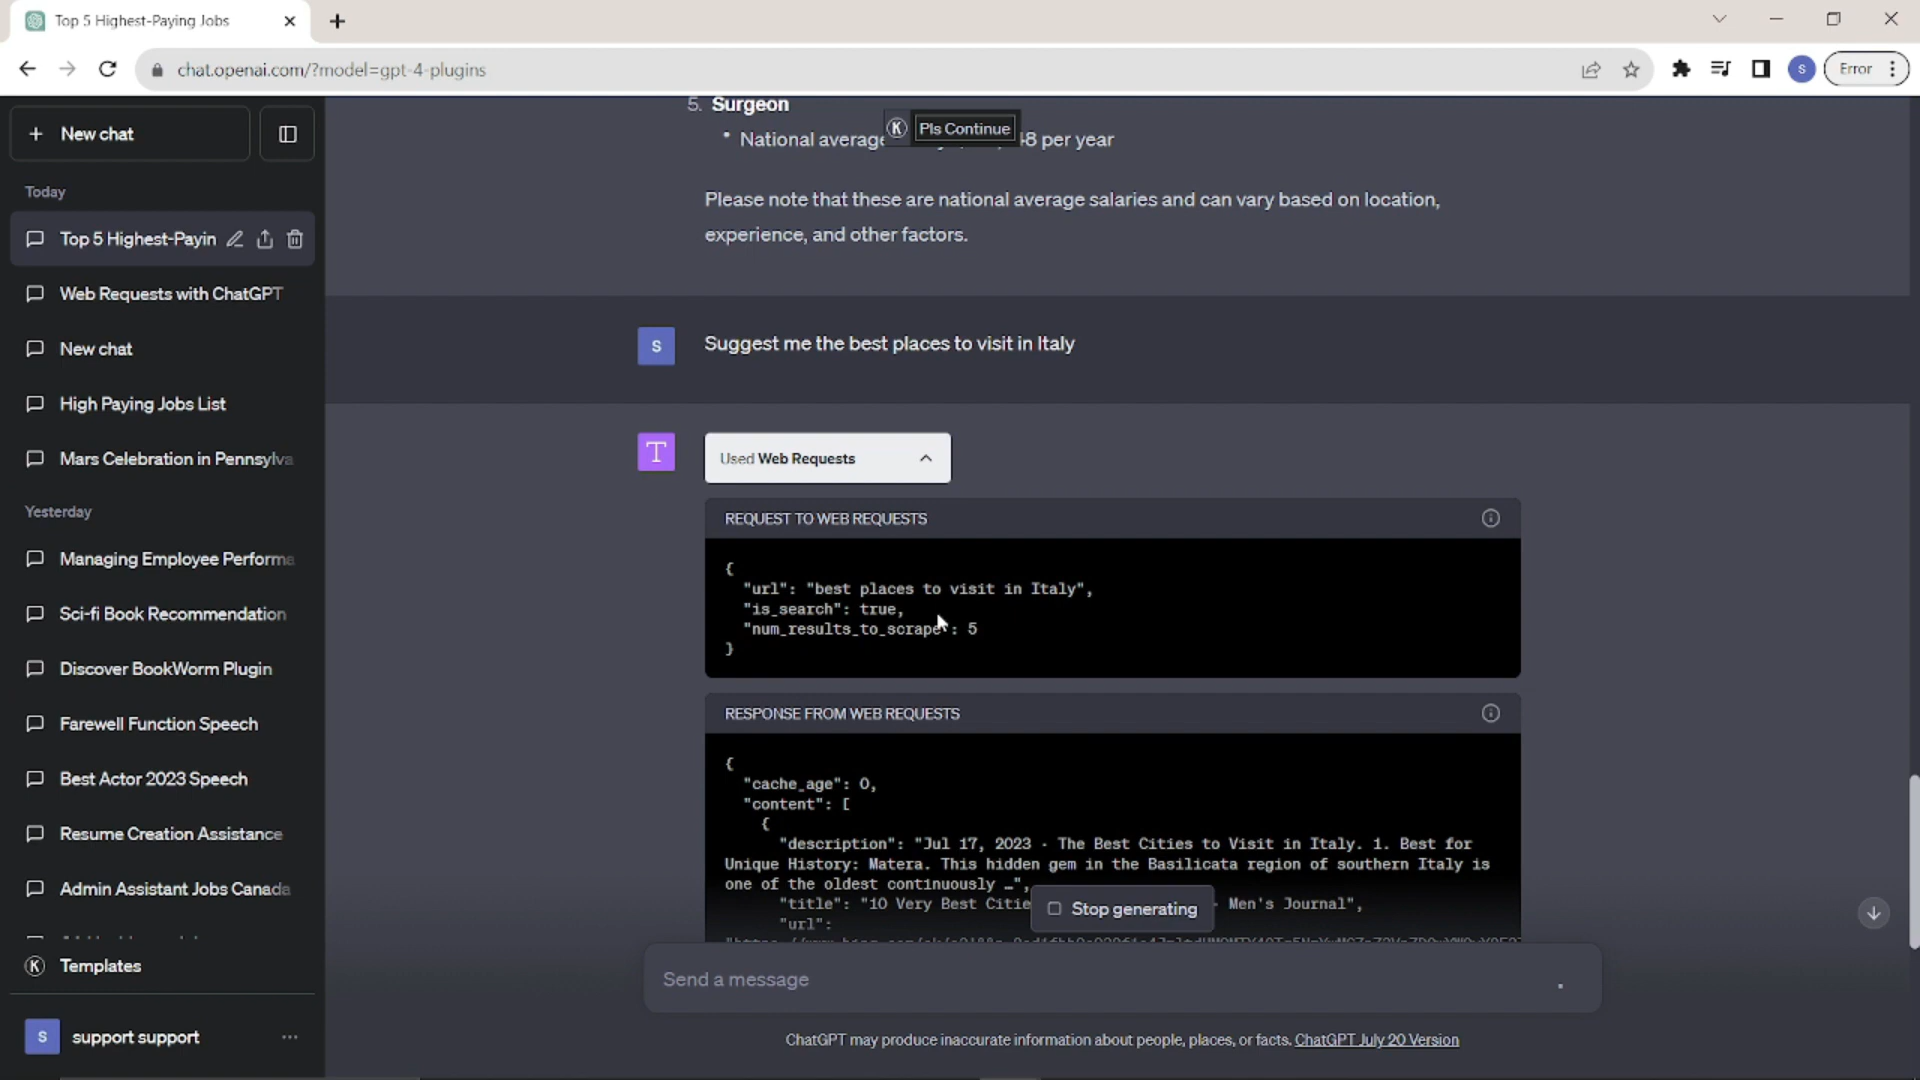 Top 5 Highest-Paying Jobs
chat.openai.com/?model=gpt-4-plugins
S
Error
New chat
Today
Top 5 Highest-Payin
Web Requests with ChatGPT
New chat
High Paying Jobs List
Mars Celebration in Pennsylva
Yesterday
Managing Employee Performa
Sci-fi Book Recommendation
Discover BookWorm Plugin
Farewell Function Speech
Best Actor 2023 Speech
Resume Creation Assistance
Admin Assistant Jobs Canada
K Templates
S support support
5. Surgeon
K Pls Continue
National average 48 per year
Please note that these are national average salaries and can vary based on location,
experience, and other factors.
S Suggest me the best places to visit in Italy
T Used Web Requests
REQUEST TO WEB REQUESTS
{
"url": "best places to visit in Italy",
"is_search": true,
"num_results_to_scrape": 5
}
RESPONSE FROM WEB REQUESTS
{
"cache_age": 0,
"content": [
{
"description": "Jul 17, 2023 · The Best Cities to Visit in Italy. 1. Best for
Unique History: Matera. This hidden gem in the Basilicata region of southern Italy is
one of the oldest continuously …",
"title": "10 Very Best Citie - Men's Journal",
"url":
Stop generating
Send a message
ChatGPT may produce inaccurate information about people, places, or facts. ChatGPT July 20 Version